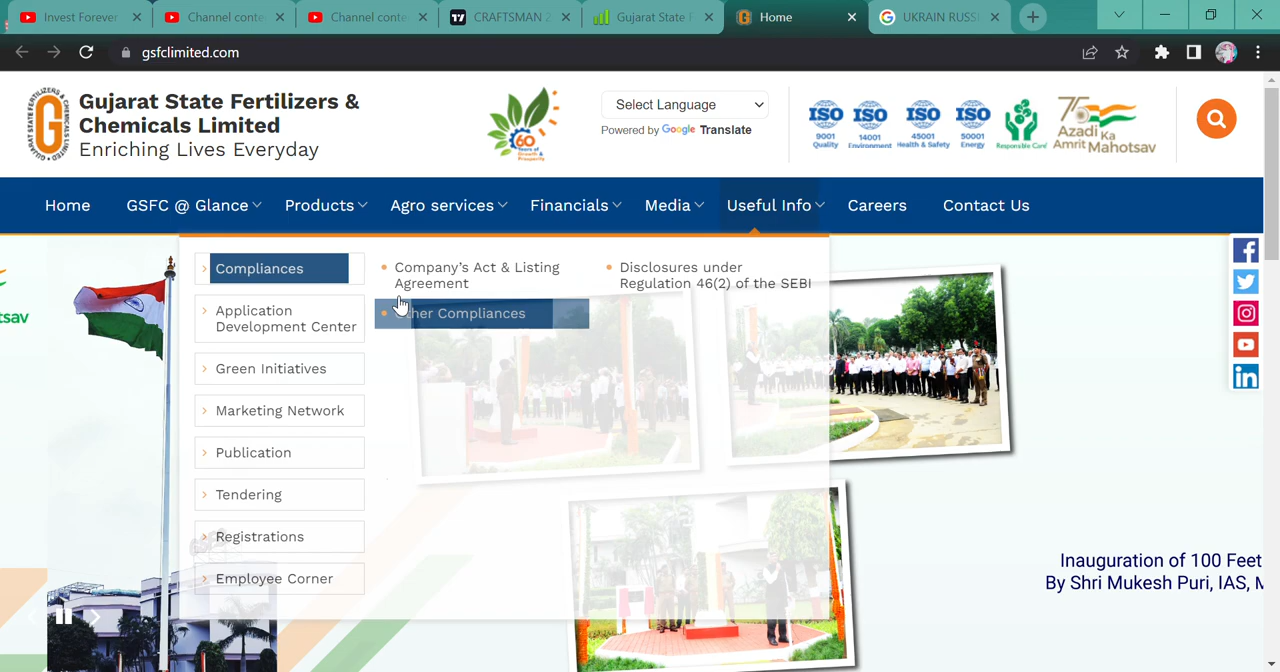 Invest Forever
Channel conte
Channel conte
CRAFTSMAN 2
Gujarat State F
Home
UKRAIN RUSS
gsfclimited.com
Gujarat State Fertilizers &
Chemicals Limited
Enriching Lives Everyday
60
Select Language
Powered by Google Translate
ISO
9001
Quality
ISO
14001
Environment
ISO
45001
Health & Safety
ISO
50001
Energy
Responsible Care
75
Azadi Ka
Amrit Mahotsav
Home
GSFC @ Glance
Products
Agro services
Financials
Media
Useful Info
Careers
Contact Us
Compliances
Application
Development Center
Green Initiatives
Marketing Network
Publication
Tendering
Registrations
Employee Corner
Company's Act & Listing
Agreement
her Compliances
Disclosures under
Regulation 46(2) of the SEBI
tsav
Inauguration of 100 Feet
By Shri Mukesh Puri, IAS, M